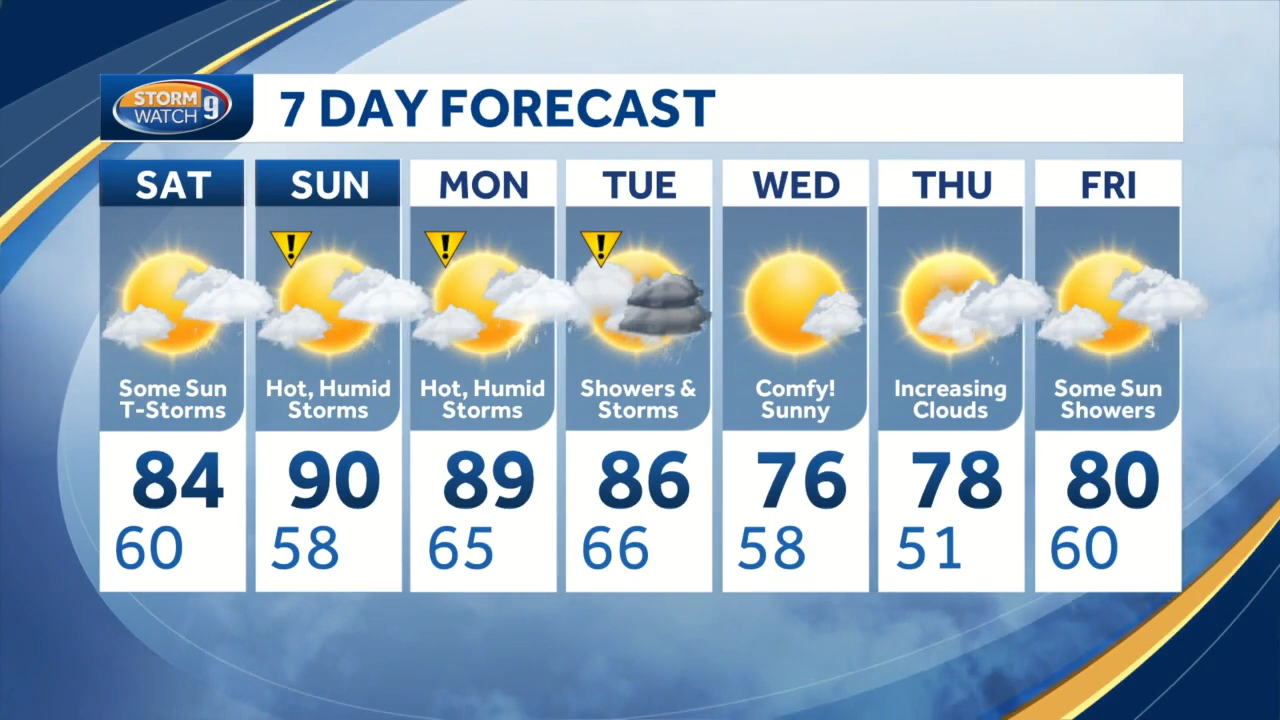 STORM
WATCH 9
7 DAY FORECAST
SAT SUN MON TUE WED THU FRI
! ! !
Some Sun
T-Storms
Hot, Humid
Storms
Hot, Humid
Storms
Showers &
Storms
Comfy!
Sunny
Increasing
Clouds
Some Sun
Showers
84 90 89 86 76 78 80
60 58 65 66 58 51 60